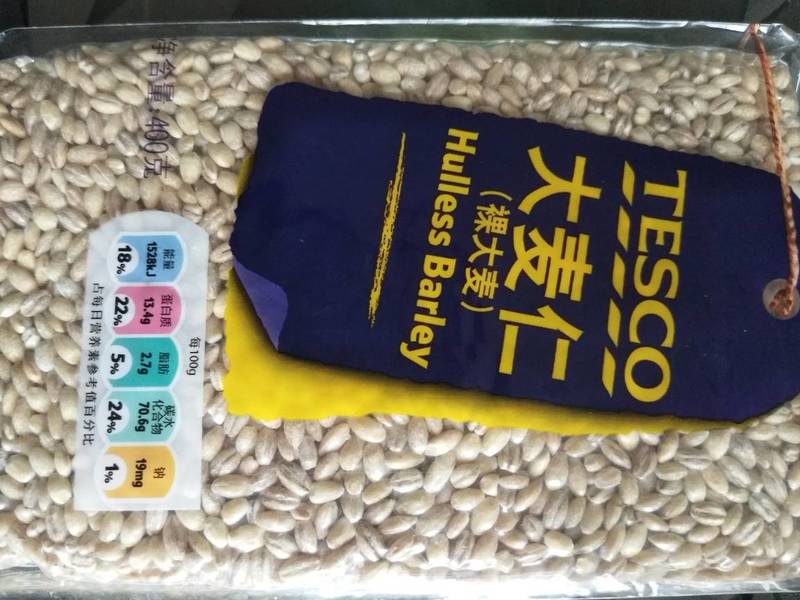 TESCO
大麦仁
(裸大麦)
Hulless Barley
净含量:400克
每100g
能量
1528kJ
18%
蛋白质
13.4g
22%
脂肪
2.7g
5%
碳水
化合物
70.6g
24%
钠
19mg
1%
占每日营养素参考值百分比